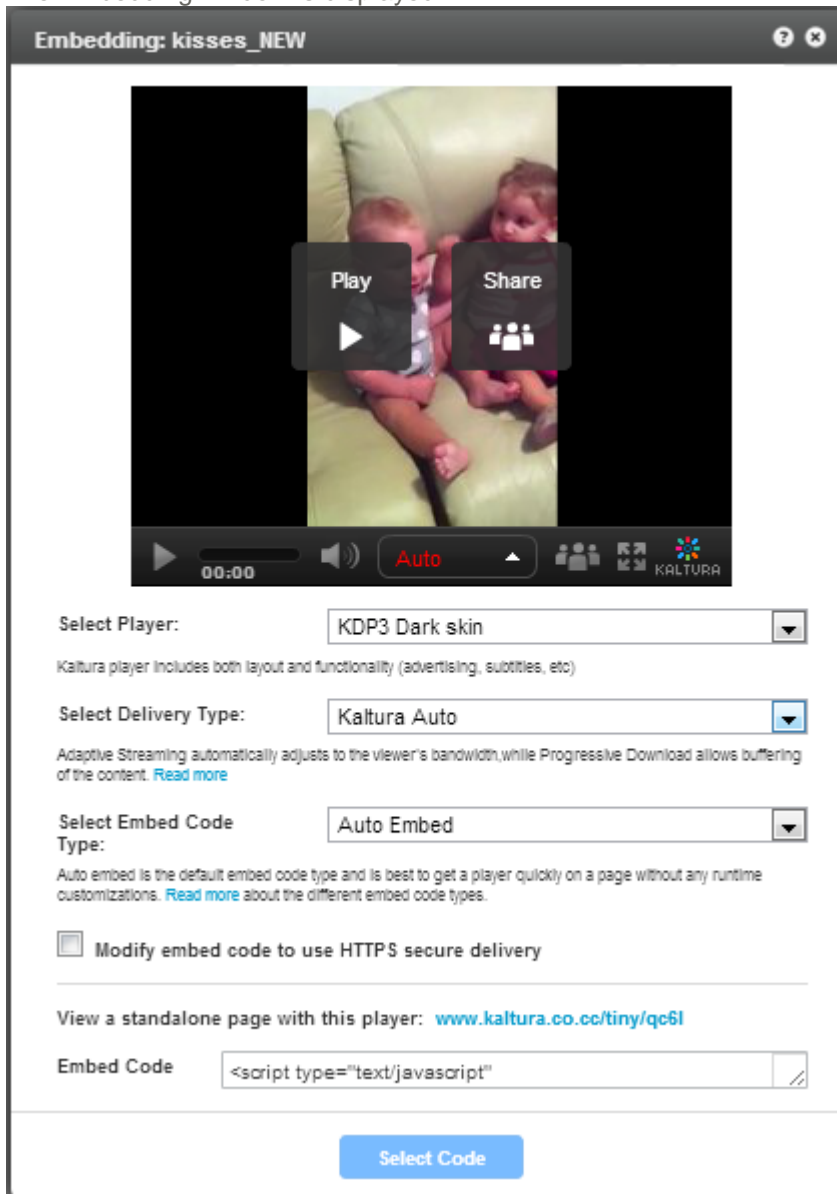 Embedding: kisses_NEW
Play
Share
00:00
Auto
KALTURA
Select Player:
KDP3 Dark skin
Kaltura player includes both layout and functionality (advertising, subtitles, etc)
Select Delivery Type:
Kaltura Auto
Adaptive Streaming automatically adjusts to the viewer's bandwidth,while Progressive Download allows buffering
of the content. Read more
Select Embed Code
Type:
Auto Embed
Auto embed is the default embed code type and is best to get a player quickly on a page without any runtime
customizations. Read more about the different embed code types.
Modify embed code to use HTTPS secure delivery
View a standalone page with this player: www.kaltura.co.cc/tiny/qc6l
Embed Code
<script type="text/javascript"
Select Code